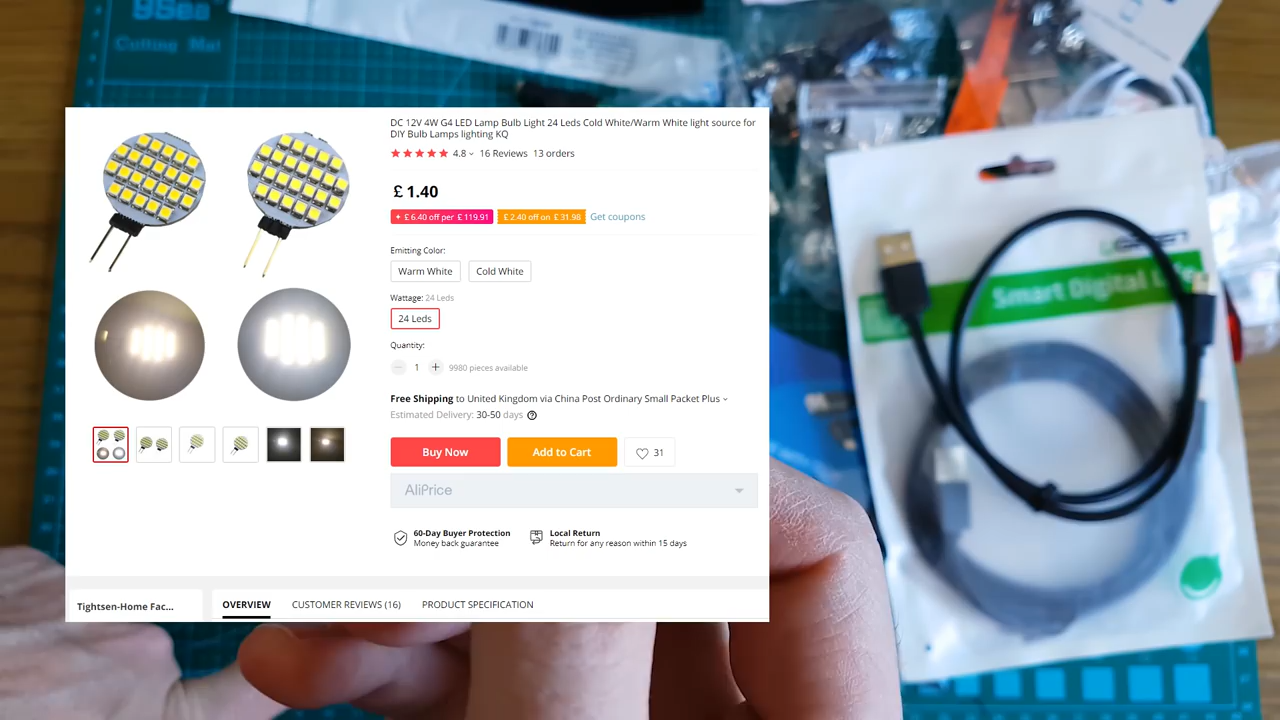 Cutting Mat
DC 12V 4W G4 LED Lamp Bulb Light 24 Leds Cold White/Warm White light source for
DIY Bulb Lamps lighting KQ
4.8 16 Reviews 13 orders
£ 1.40
+ £ 6.40 off per £ 119.91 £ 2.40 off on £ 31.98 Get coupons
Emitting Color:
Warm White Cold White
Wattage: 24 Leds
24 Leds
Quantity:
− 1 + 9980 pieces available
Free Shipping to United Kingdom via China Post Ordinary Small Packet Plus
Estimated Delivery: 30-50 days ?
Buy Now Add to Cart 31
AliPrice
60-Day Buyer Protection
Money back guarantee
Local Return
Return for any reason within 15 days
Tightsen-Home Fac...
OVERVIEW CUSTOMER REVIEWS (16) PRODUCT SPECIFICATION
Smart Digital Life